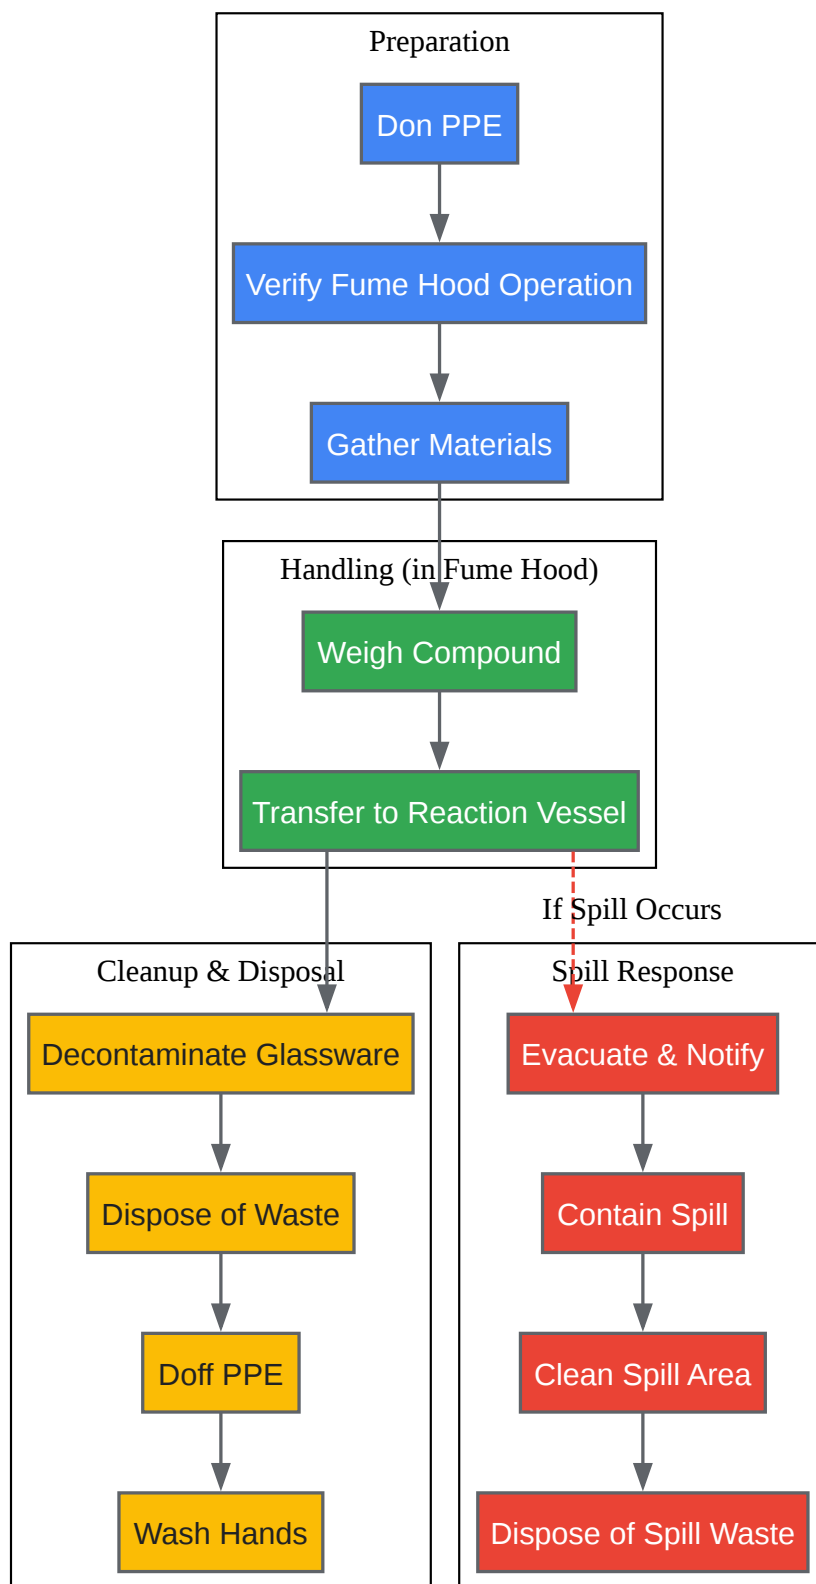 Preparation
Don PPE
Verify Fume Hood Operation
Gather Materials
Handling (in Fume Hood)
Weigh Compound
Transfer to Reaction Vessel
If Spill Occurs
Cleanup & Disposal
Decontaminate Glassware
Dispose of Waste
Doff PPE
Wash Hands
Spill Response
Evacuate & Notify
Contain Spill
Clean Spill Area
Dispose of Spill Waste